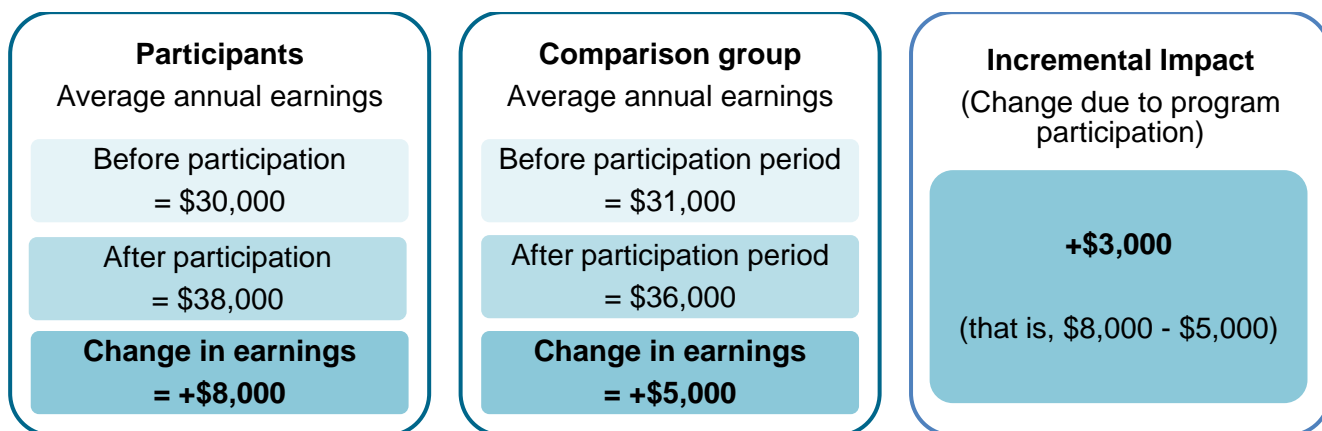 Participants
Average annual earnings
Before participation
= $30,000
After participation
= $38,000
Change in earnings
= +$8,000
Comparison group
Average annual earnings
Before participation period
= $31,000
After participation period
= $36,000
Change in earnings
= +$5,000
Incremental Impact
(Change due to program
participation)
+$3,000
(that is, $8,000 - $5,000)